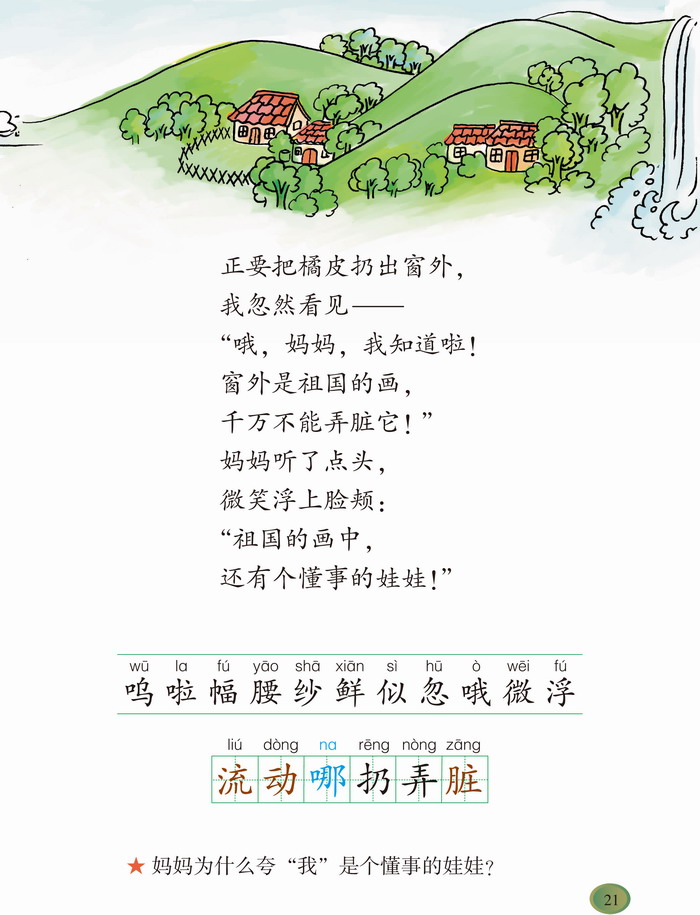 正要把橘皮扔出窗外，
我忽然看见——
“哦，妈妈，我知道啦！
窗外是祖国的画，
千万不能弄脏它！”
妈妈听了点头，
微笑浮上脸颊：
“祖国的画中，
还有个懂事的娃娃！”
wū la fú yāo shā xiān sì hū ò wēi fú
呜 啦 幅 腰 纱 鲜 似 忽 哦 微 浮
liú dòng na rēng nòng zāng
流 动 哪 扔 弄 脏
★ 妈妈为什么夸“我”是个懂事的娃娃？
21